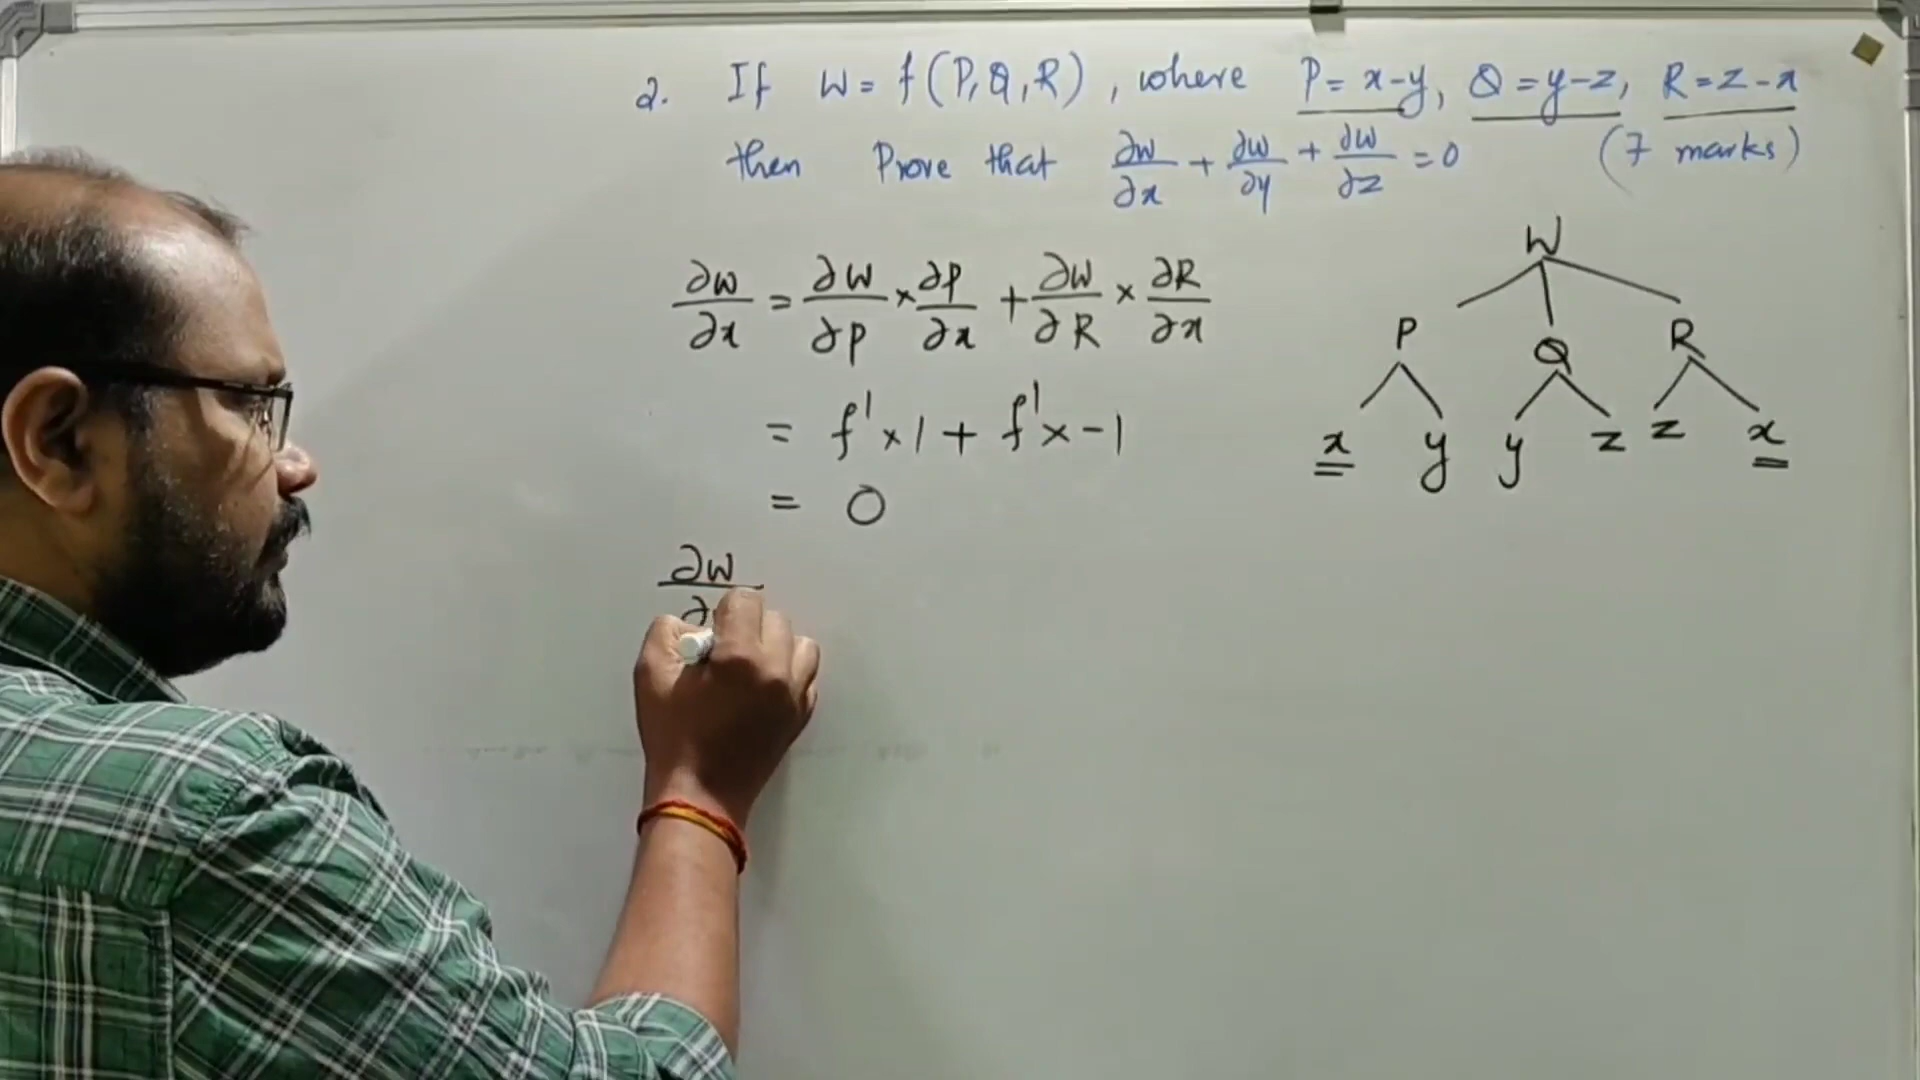 2. If W = f(P, Q, R), where P = x-y, Q = y-z, R = z-x
then Prove that ∂w/∂x + ∂w/∂y + ∂w/∂z = 0 (7 marks)
∂w/∂x = ∂W/∂P × ∂P/∂x + ∂W/∂R × ∂R/∂x
= f' × 1 + f' × -1
= 0
∂w/∂
W
P Q R
x y y z z x